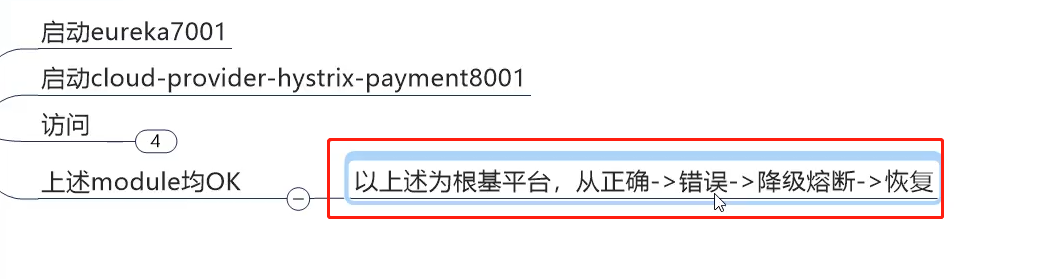 启动eureka7001
启动cloud-provider-hystrix-payment8001
访问
4
上述module均OK
以上述为根基平台，从正确->错误->降级熔断->恢复